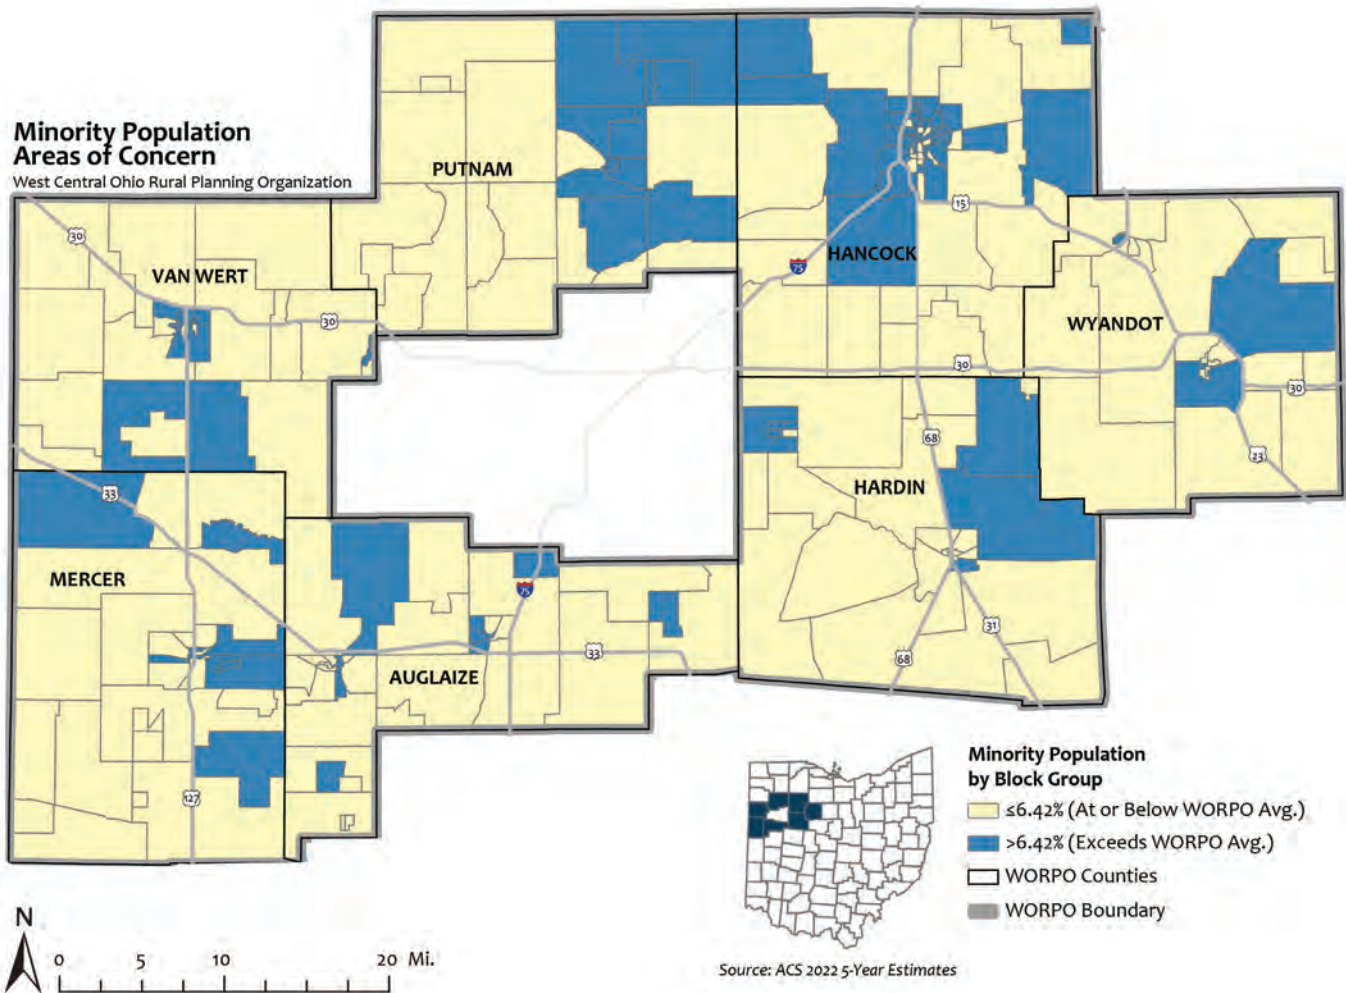 Minority Population
Areas of Concern
West Central Ohio Rural Planning Organization
PUTNAM
30
VAN WERT
15
HANCOCK
75
30
WYANDOT
30
30
68
33
HARDIN
23
MERCER
75
31
33
68
AUGLAIZE
127
Minority Population
by Block Group
≤6.42% (At or Below WORPO Avg.)
>6.42% (Exceeds WORPO Avg.)
WORPO Counties
WORPO Boundary
N
0 5 10 20 Mi.
Source: ACS 2022 5-Year Estimates